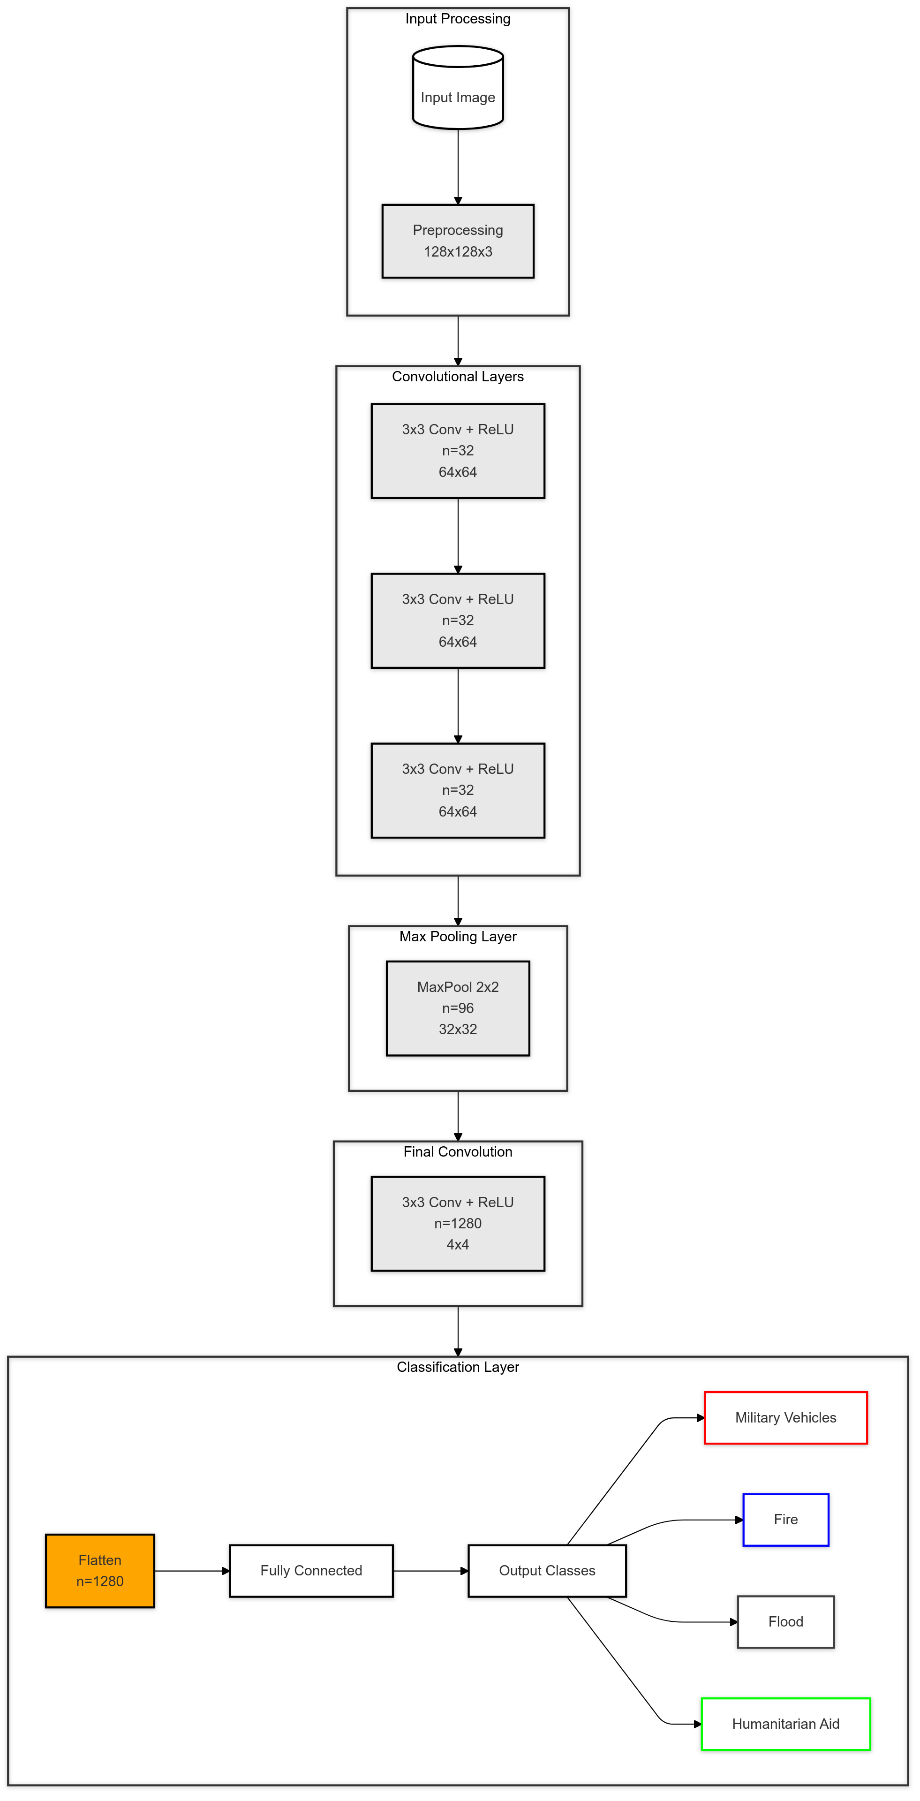 Input Processing
Input Image
Preprocessing
128x128x3
Convolutional Layers
3x3 Conv + ReLU
n=32
64x64
3x3 Conv + ReLU
n=32
64x64
3x3 Conv + ReLU
n=32
64x64
Max Pooling Layer
MaxPool 2x2
n=96
32x32
Final Convolution
3x3 Conv + ReLU
n=1280
4x4
Classification Layer
Flatten
n=1280
Fully Connected
Output Classes
Military Vehicles
Fire
Flood
Humanitarian Aid